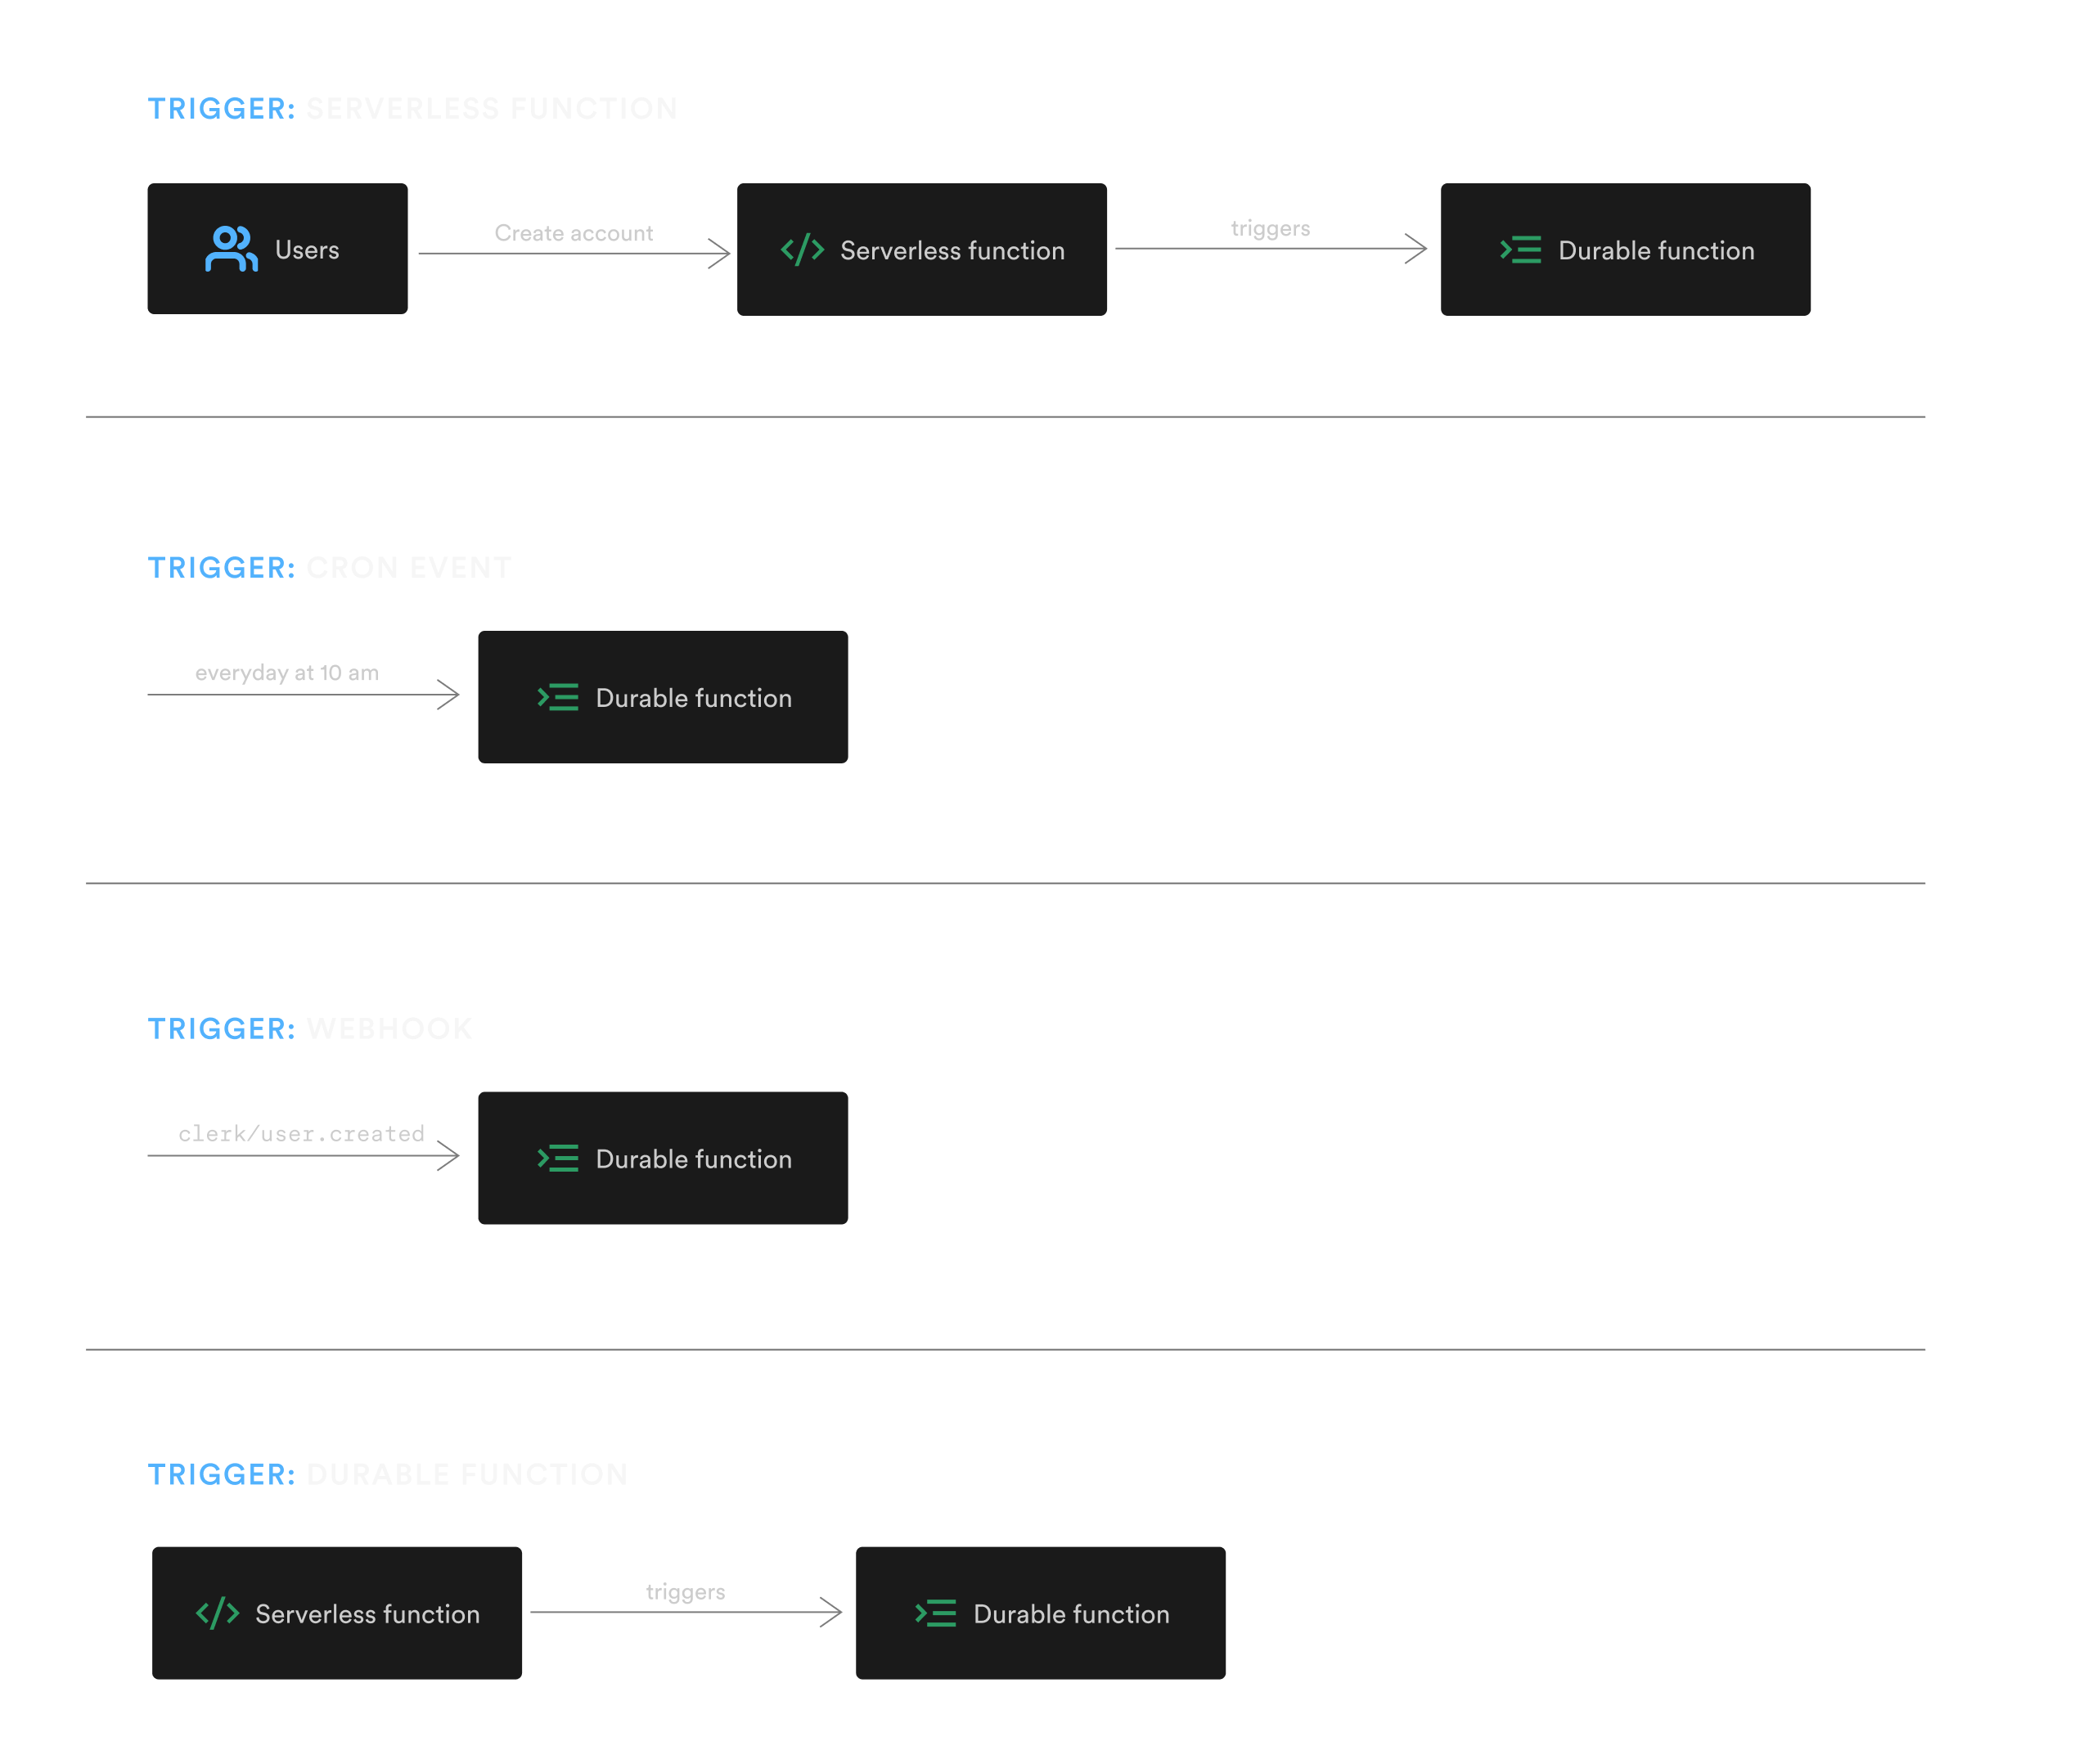 TRIGGER: SERVERLESS FUNCTION
Users
Create account
Serverless function
triggers
Durable function
TRIGGER: CRON EVENT
everyday at 10 am
Durable function
TRIGGER: WEBHOOK
clerk/user.created
Durable function
TRIGGER: DURABLE FUNCTION
Serverless function
triggers
Durable function